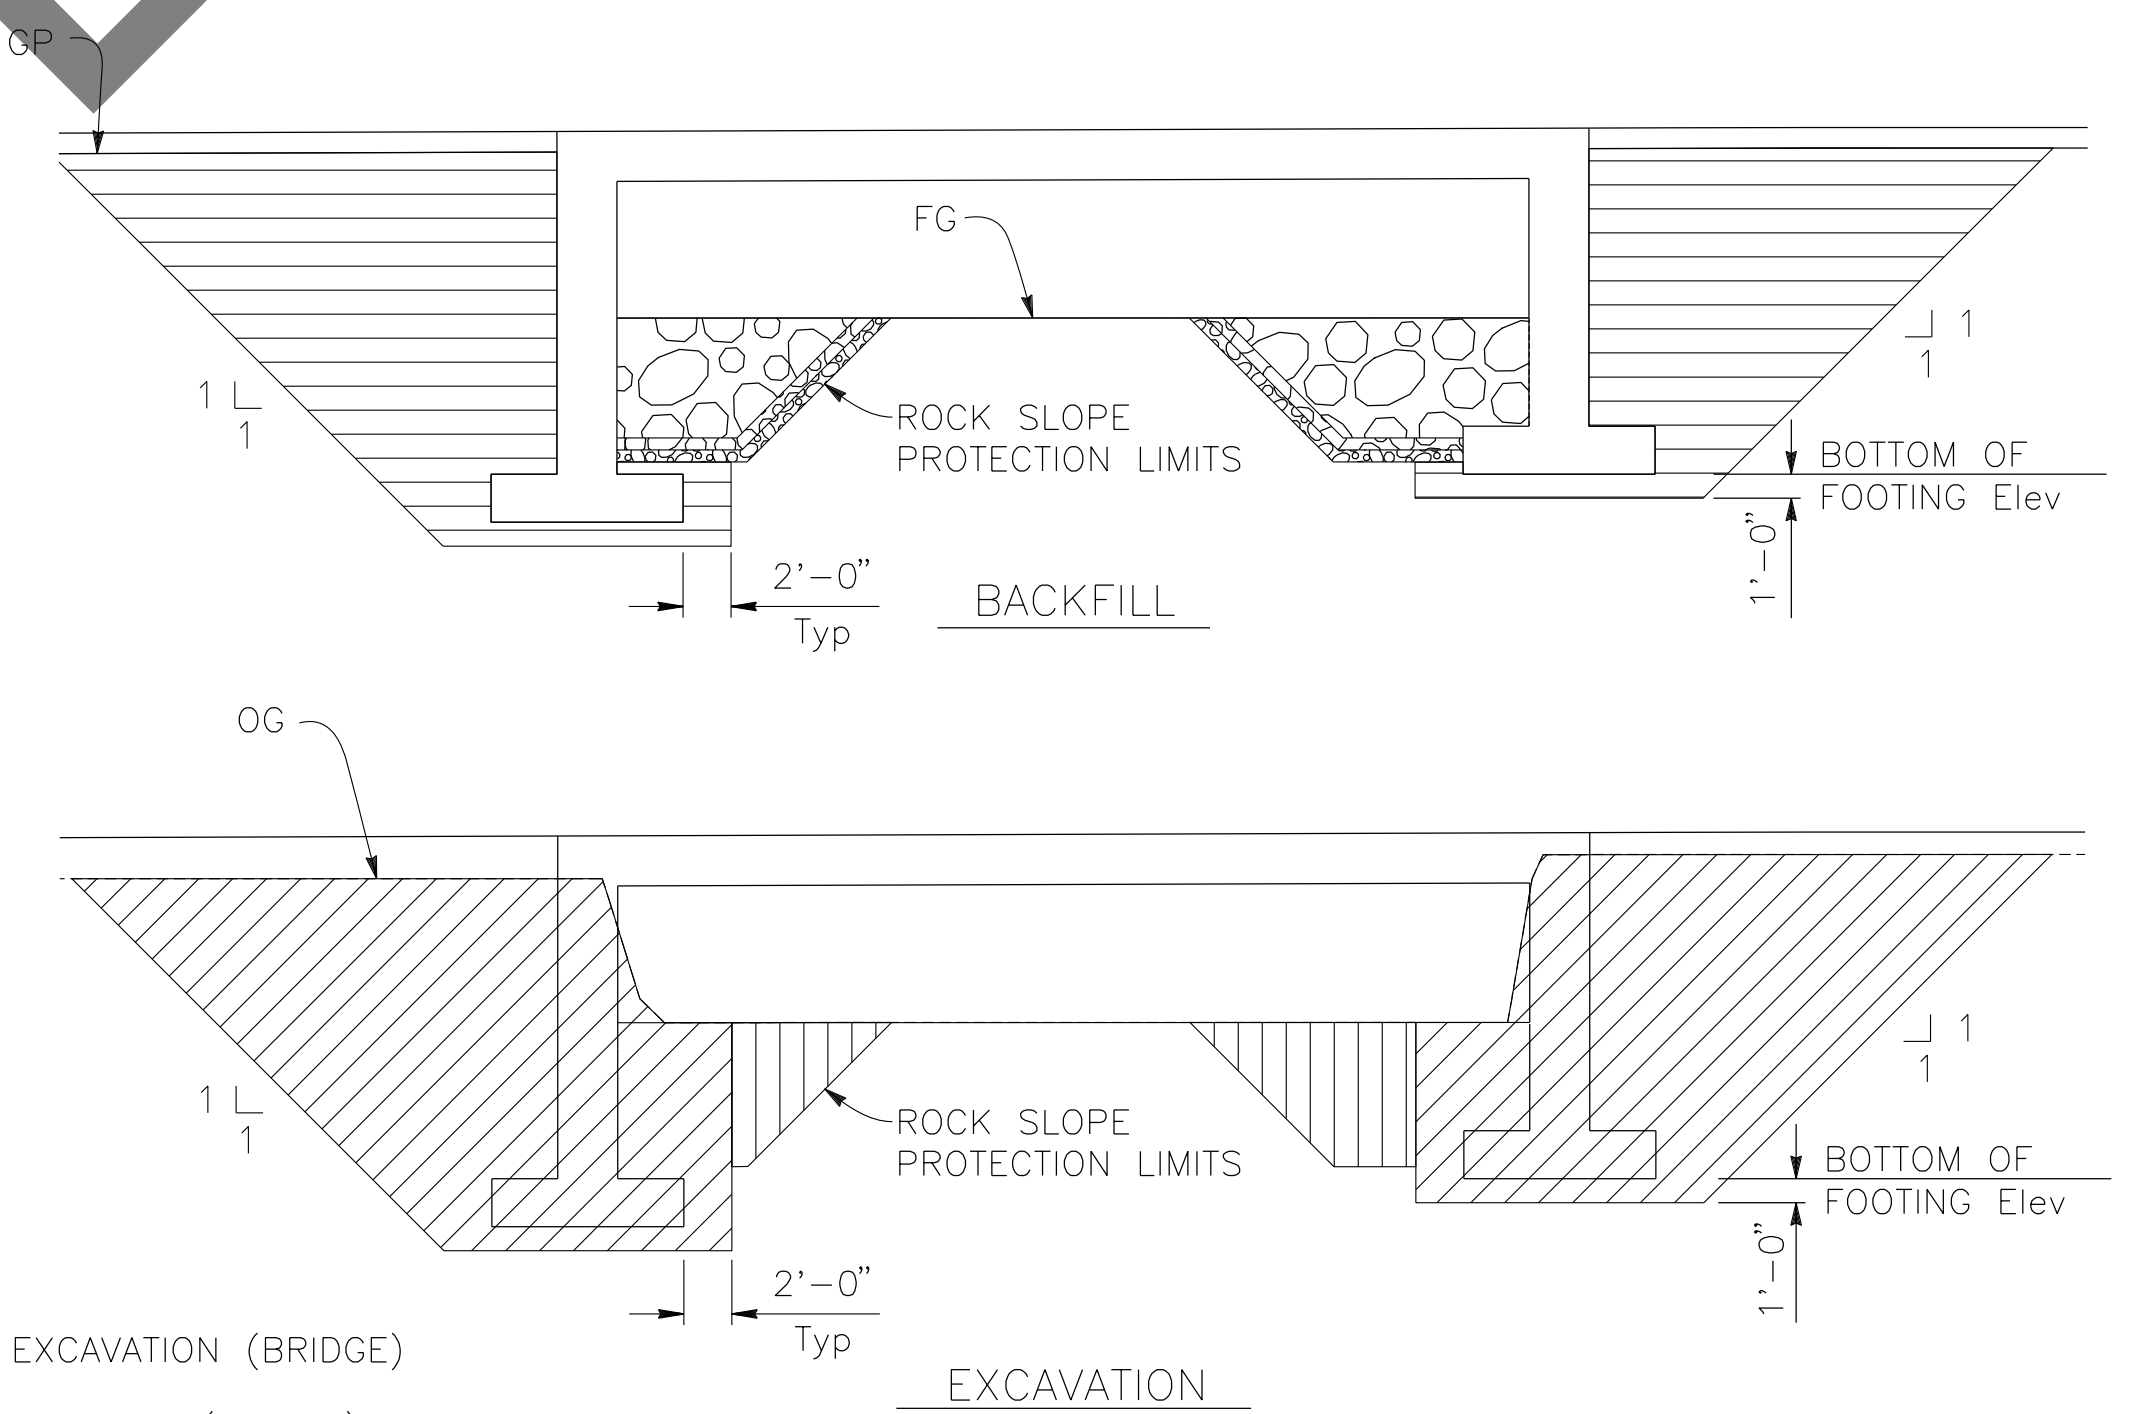 GP
FG
1
1
1
1
ROCK SLOPE
PROTECTION LIMITS
BOTTOM OF
FOOTING Elev
1'-0"
2'-0"
Typ
BACKFILL
OG
1
1
1
1
ROCK SLOPE
PROTECTION LIMITS
BOTTOM OF
FOOTING Elev
1'-0"
2'-0"
Typ
EXCAVATION (BRIDGE)
EXCAVATION